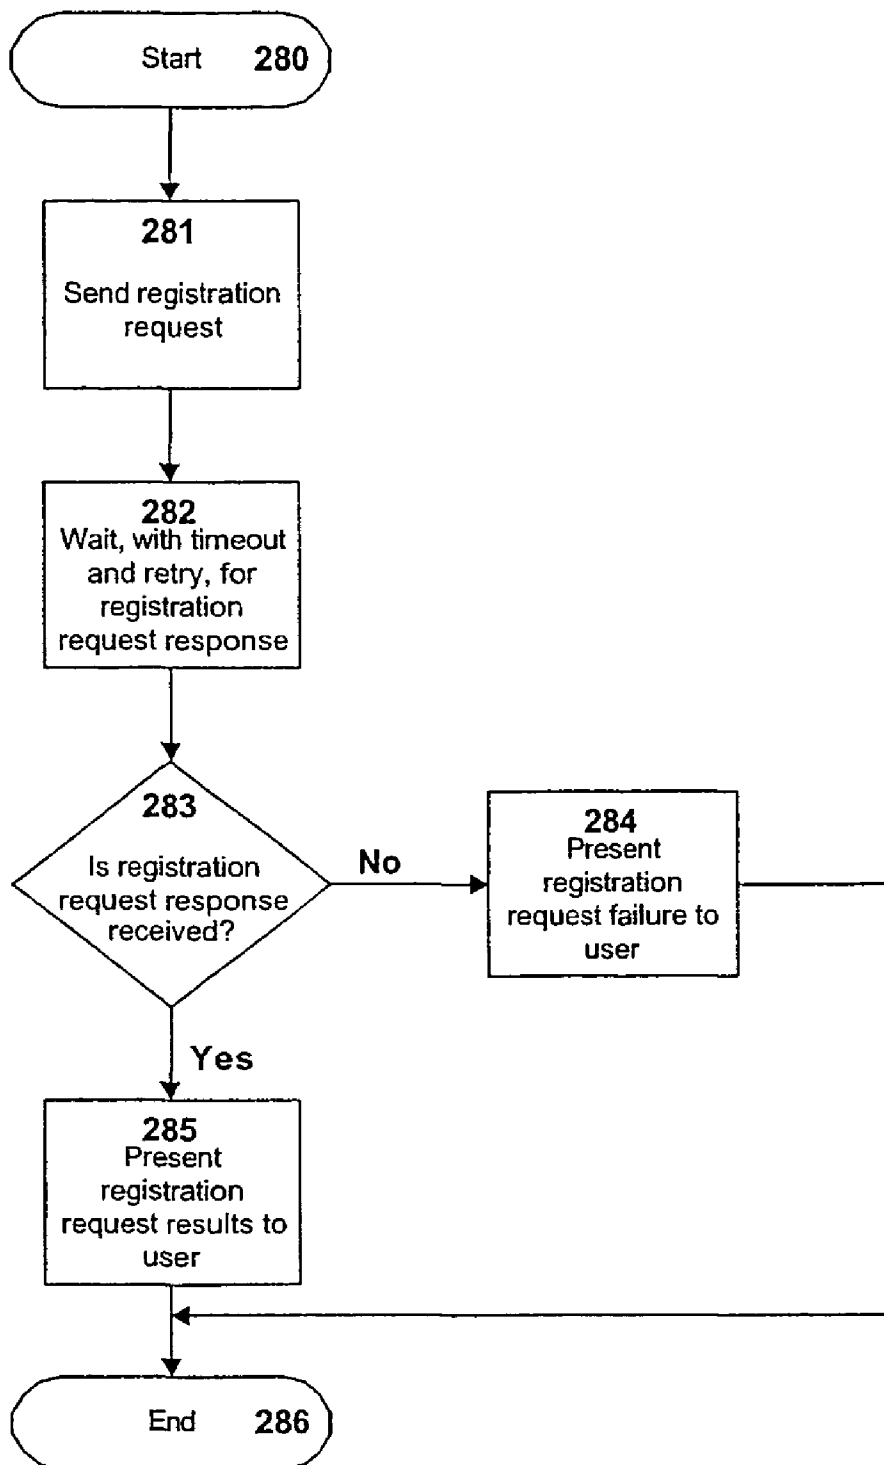 Start 280
281
Send registration
request
282
Wait, with timeout
and retry, for
registration
request response
283
Is registration
request response
received?
No
284
Present
registration
request failure to
user
Yes
285
Present
registration
request results to
user
End 286